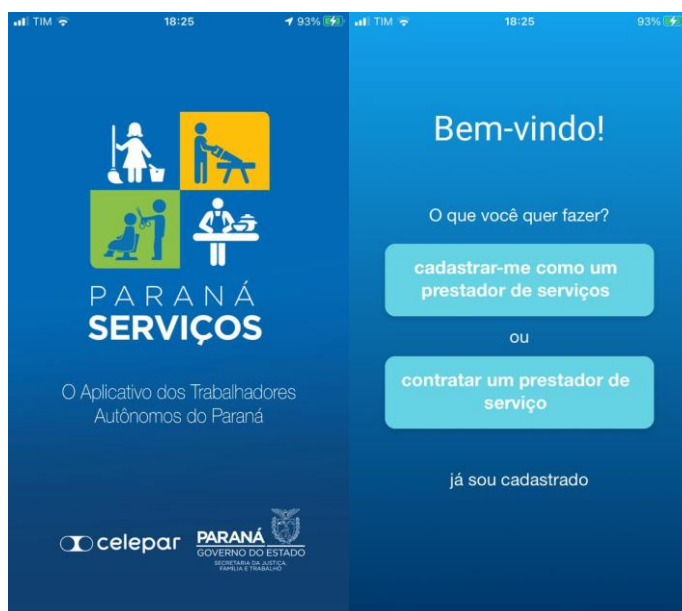 TIM
18:25
93%
PARANÁ
SERVIÇOS
O Aplicativo dos Trabalhadores
Autônomos do Paraná
celepar
PARANÁ
GOVERNO DO ESTADO
SECRETARIA DA JUSTIÇA,
FAMÍLIA E TRABALHO
TIM
18:25
93%
Bem-vindo!
O que você quer fazer?
cadastrar-me como um
prestador de serviços
ou
contratar um prestador de
serviço
já sou cadastrado